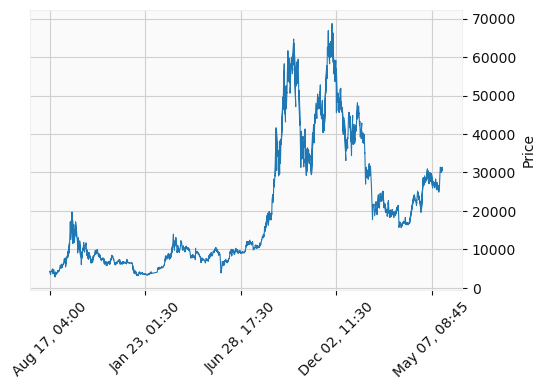 70000
60000
50000
40000
30000
20000
10000
0
Price
Aug 17, 04:00
Jan 23, 01:30
Jun 28, 17:30
Dec 02, 11:30
May 07, 08:45